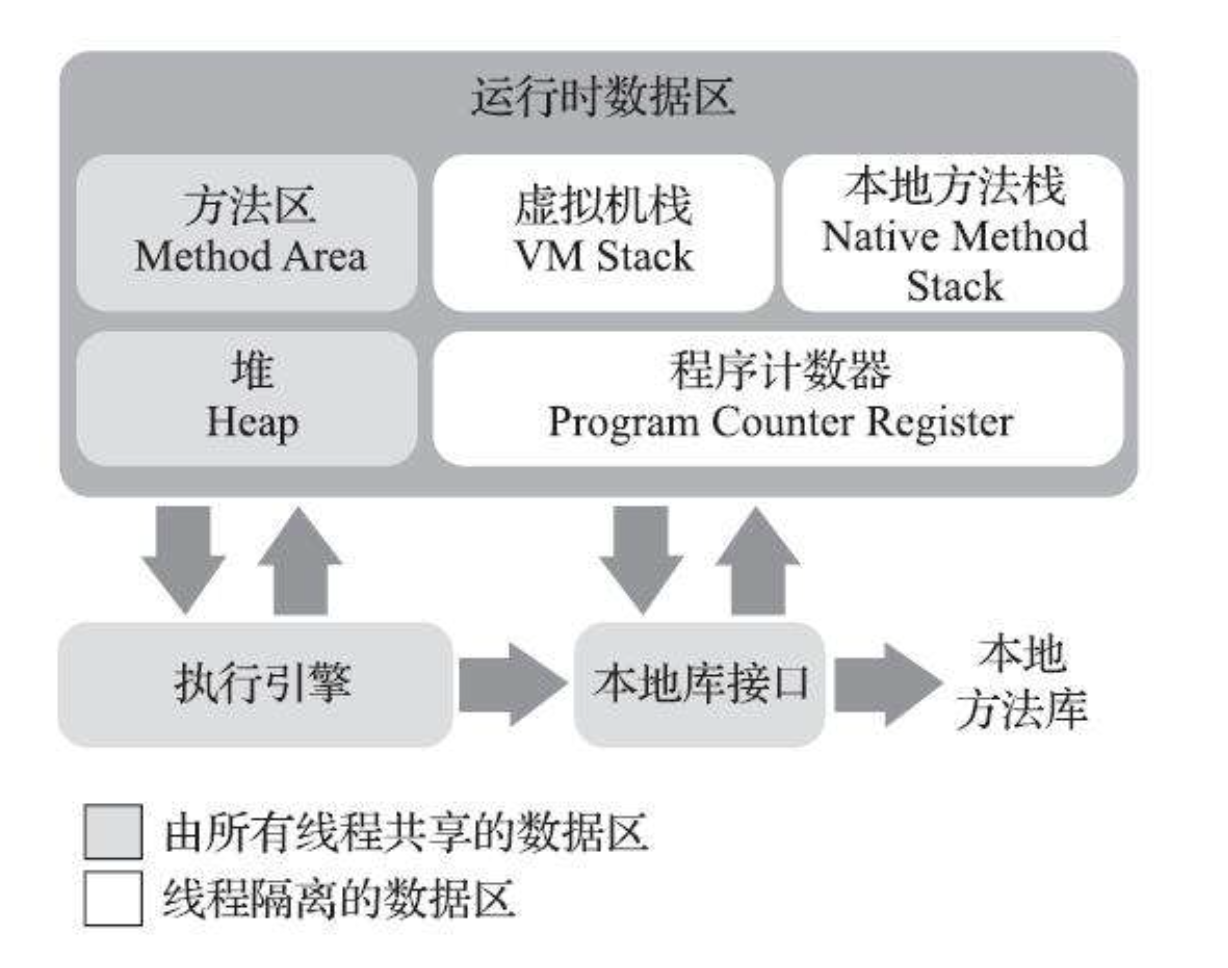 运行时数据区
方法区
Method Area
虚拟机栈
VM Stack
本地方法栈
Native Method
Stack
堆
Heap
程序计数器
Program Counter Register
执行引擎
本地库接口
本地
方法库
由所有线程共享的数据区
线程隔离的数据区